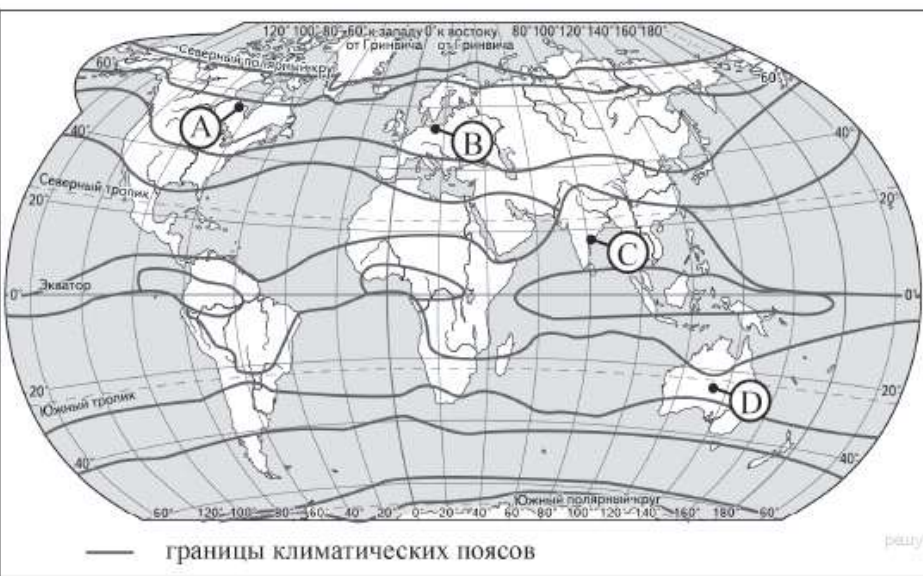 120° 100° 80° 60° к западу 0° к востоку 80° 100° 120° 140° 160° 180°
от Гринвича от Гринвича
Северный полярный круг
60° 60°
A
B
40° 40°
Северный тропик
20° 20°
C
Экватор
0° 0°
20° 20°
D
Южный тропик
40° 40°
Южный полярный круг
60° 120° 100° 80° 60° 40° 20° 0° 20° 40° 60° 80° 100° 120° 140° 160° 180° 60°
границы климатических поясов
решу